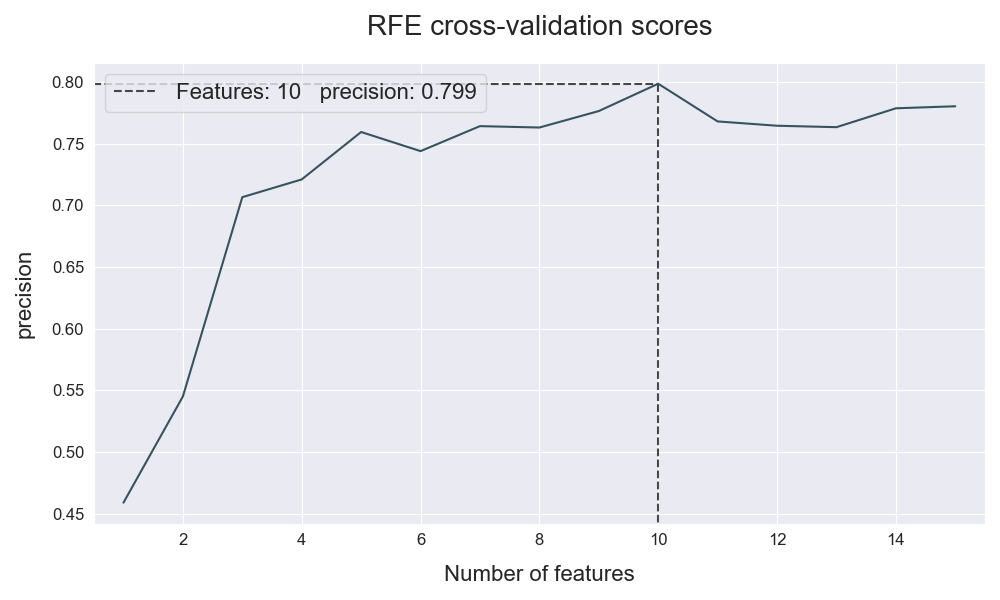 RFE cross-validation scores
Features: 10   precision: 0.799
0.80
0.75
0.70
0.65
0.60
0.55
0.50
0.45
precision
2 4 6 8 10 12 14
Number of features